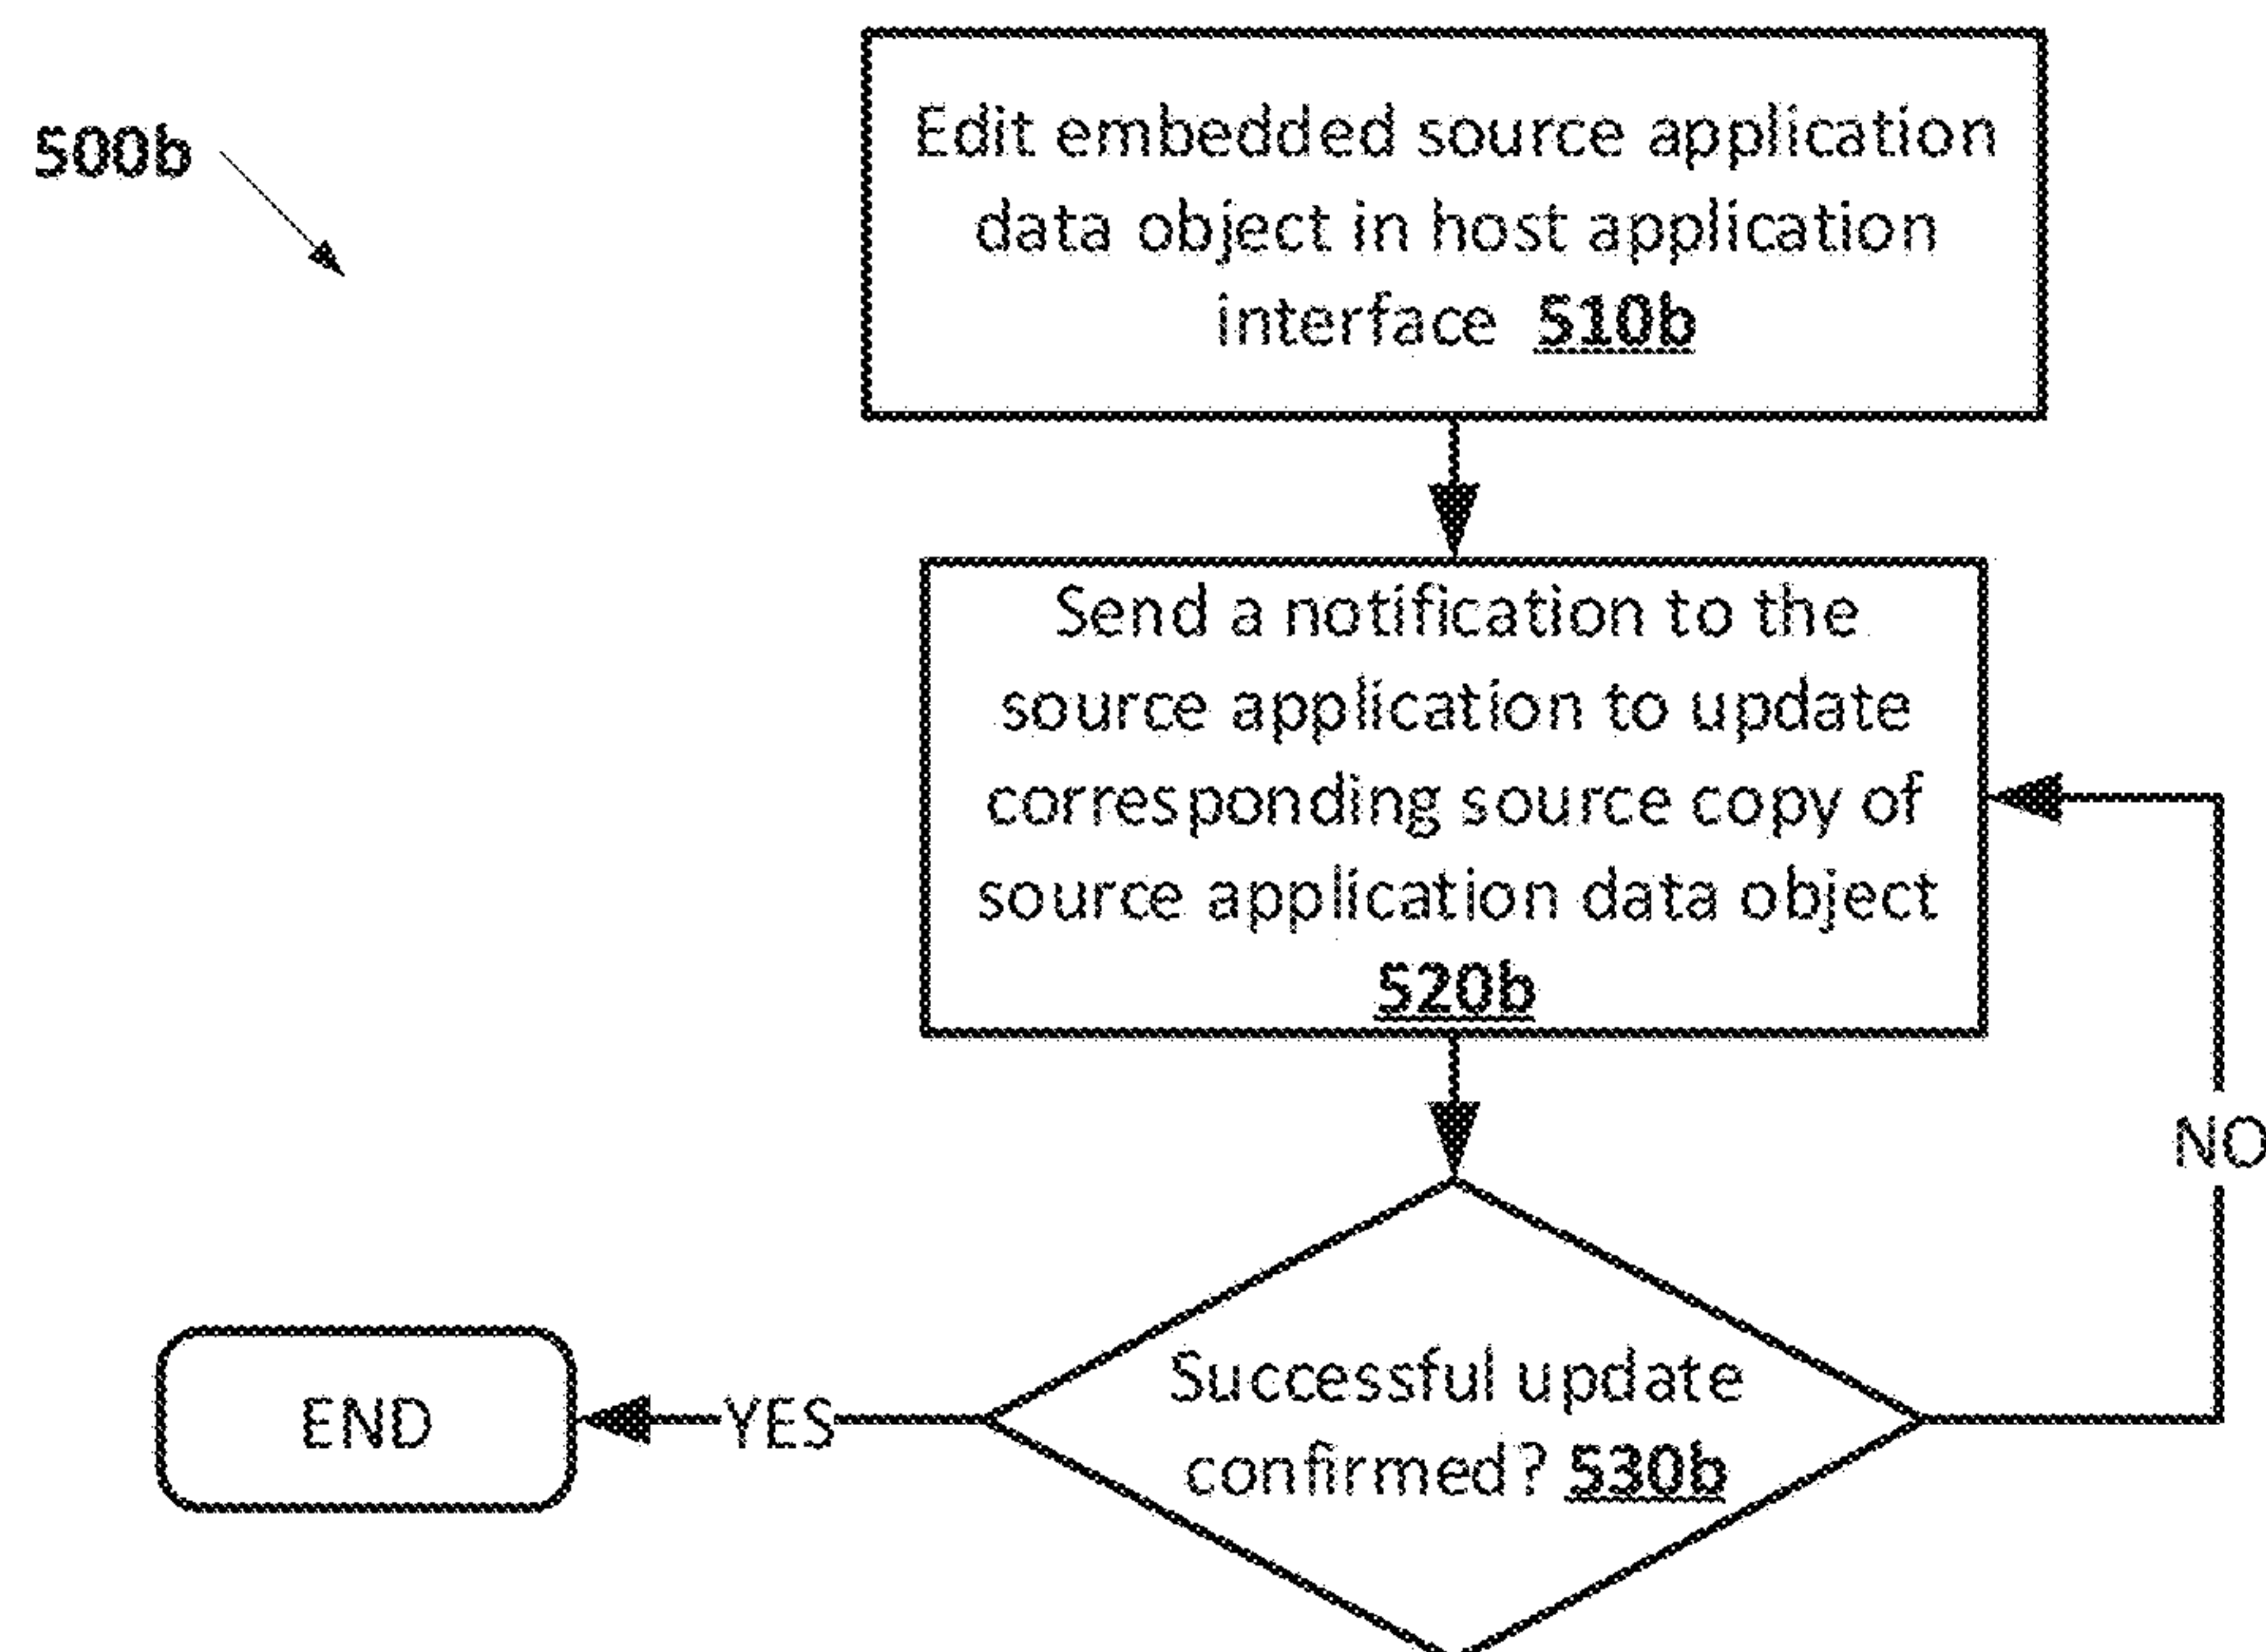 500b
Edit embedded source application
data object in host application
interface 510b
Send a notification to the
source application to update
corresponding source copy of
source application data object
520b
NO
Successful update
confirmed? 530b
YES
END